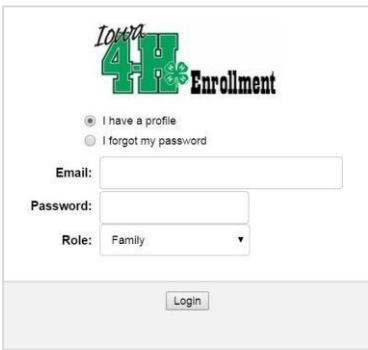 Iowa
4-H Enrollment
I have a profile
I forgot my password
Email:
Password:
Role: Family
Login